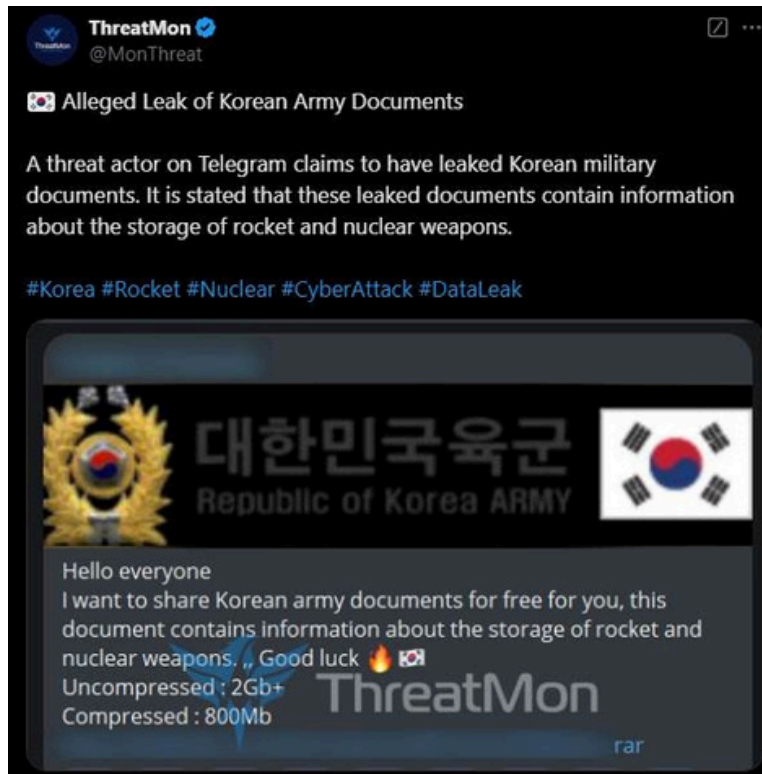 ThreatMon
@MonThreat
🇰🇷 Alleged Leak of Korean Army Documents
A threat actor on Telegram claims to have leaked Korean military
documents. It is stated that these leaked documents contain information
about the storage of rocket and nuclear weapons.
#Korea #Rocket #Nuclear #CyberAttack #DataLeak
대한민국육군
Republic of Korea ARMY
Hello everyone
I want to share Korean army documents for free for you, this
document contains information about the storage of rocket and
nuclear weapons. ,, Good luck 🔥 🇰🇷
Uncompressed : 2Gb+
Compressed : 800Mb
ThreatMon
rar